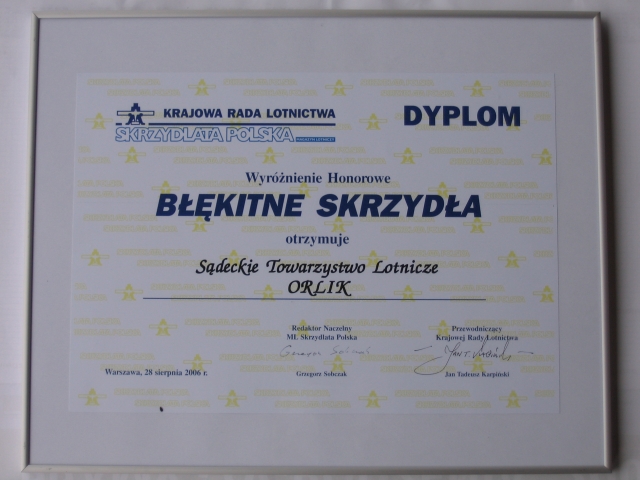 KRAJOWA RADA LOTNICTWA
SKRZYDLATA POLSKA
DYPLOM
Wyróżnienie Honorowe
BŁĘKITNE SKRZYDŁA
otrzymuje
Sądeckie Towarzystwo Lotnicze
ORLIK
Redaktor Naczelny
ML Skrzydlata Polska
Grzegorz Sobczak
Przewodniczący
Krajowej Rady Lotnictwa
Jan Tadeusz Karpiński
Warszawa, 28 sierpnia 2006 r.